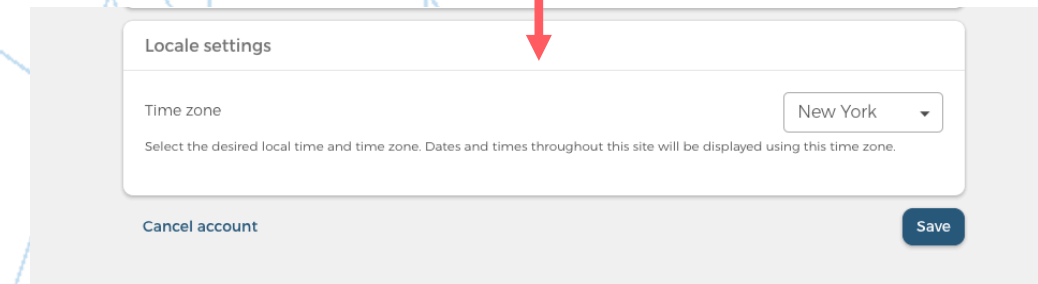 Locale settings
Time zone
New York
Select the desired local time and time zone. Dates and times throughout this site will be displayed using this time zone.
Cancel account
Save